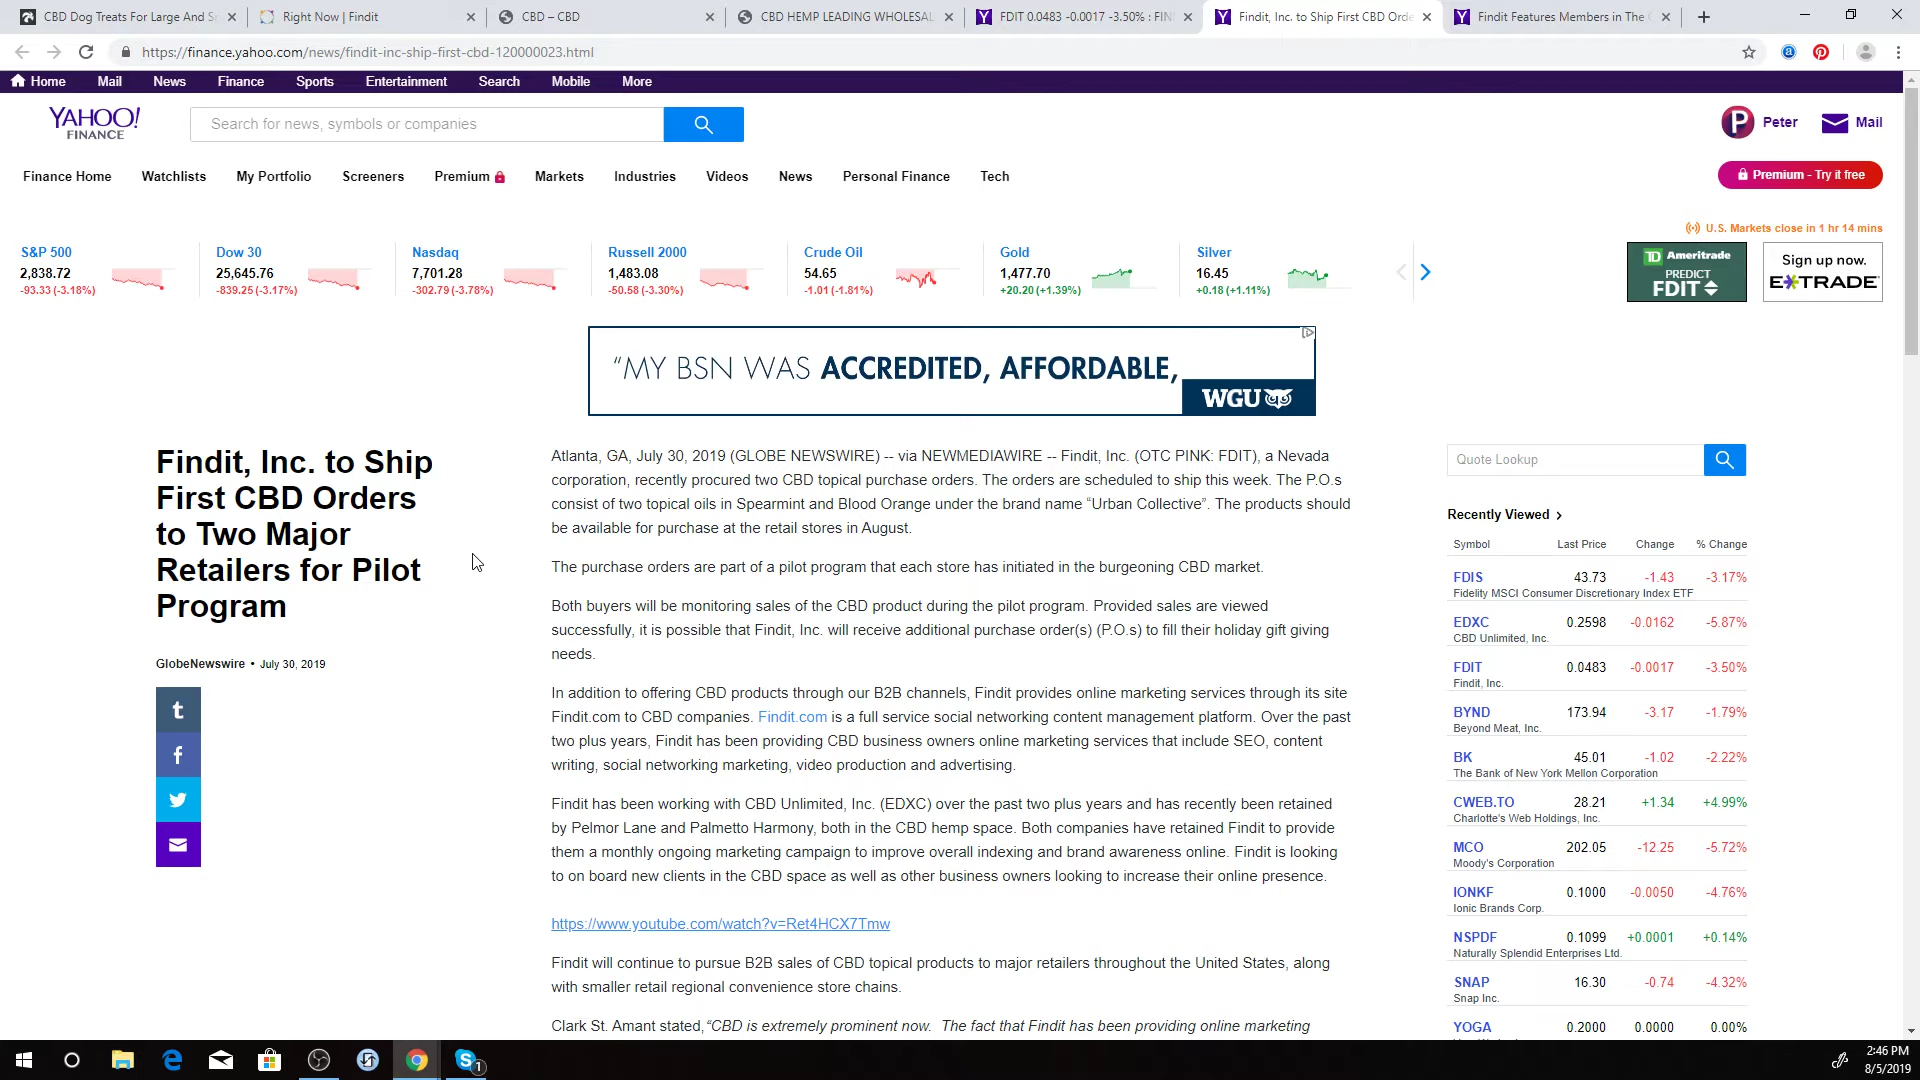 CBD Dog Treats For Large And S
Right Now | Findit
CBD – CBD
CBD HEMP LEADING WHOLESAL
FDIT 0.0483 -0.0017 -3.50% : FIN
Findit, Inc. to Ship First CBD Orde
Findit Features Members in The C
https://finance.yahoo.com/news/findit-inc-ship-first-cbd-120000023.html
Home Mail News Finance Sports Entertainment Search Mobile More
YAHOO!
FINANCE
Search for news, symbols or companies
P Peter Mail
Finance Home Watchlists My Portfolio Screeners Premium Markets Industries Videos News Personal Finance Tech
Premium - Try it free
U.S. Markets close in 1 hr 14 mins
S&P 500
2,838.72
-93.33 (-3.18%)
Dow 30
25,645.76
-839.25 (-3.17%)
Nasdaq
7,701.28
-302.79 (-3.78%)
Russell 2000
1,483.08
-50.58 (-3.30%)
Crude Oil
54.65
-1.01 (-1.81%)
Gold
1,477.70
+20.20 (+1.39%)
Silver
16.45
+0.18 (+1.11%)
TD Ameritrade
PREDICT
FDIT
Sign up now.
E*TRADE
“MY BSN WAS ACCREDITED, AFFORDABLE,
WGU
Findit, Inc. to Ship
First CBD Orders
to Two Major
Retailers for Pilot
Program
GlobeNewswire • July 30, 2019
t
f
Atlanta, GA, July 30, 2019 (GLOBE NEWSWIRE) -- via NEWMEDIAWIRE -- Findit, Inc. (OTC PINK: FDIT), a Nevada
corporation, recently procured two CBD topical purchase orders. The orders are scheduled to ship this week. The P.O.s
consist of two topical oils in Spearmint and Blood Orange under the brand name “Urban Collective”. The products should
be available for purchase at the retail stores in August.
The purchase orders are part of a pilot program that each store has initiated in the burgeoning CBD market.
Both buyers will be monitoring sales of the CBD product during the pilot program. Provided sales are viewed
successfully, it is possible that Findit, Inc. will receive additional purchase order(s) (P.O.s) to fill their holiday gift giving
needs.
In addition to offering CBD products through our B2B channels, Findit provides online marketing services through its site
Findit.com to CBD companies. Findit.com is a full service social networking content management platform. Over the past
two plus years, Findit has been providing CBD business owners online marketing services that include SEO, content
writing, social networking marketing, video production and advertising.
Findit has been working with CBD Unlimited, Inc. (EDXC) over the past two plus years and has recently been retained
by Pelmor Lane and Palmetto Harmony, both in the CBD hemp space. Both companies have retained Findit to provide
them a monthly ongoing marketing campaign to improve overall indexing and brand awareness online. Findit is looking
to on board new clients in the CBD space as well as other business owners looking to increase their online presence.
https://www.youtube.com/watch?v=Ret4HCX7Tmw
Findit will continue to pursue B2B sales of CBD topical products to major retailers throughout the United States, along
with smaller retail regional convenience store chains.
Clark St. Amant stated,“CBD is extremely prominent now.  The fact that Findit has been providing online marketing
Quote Lookup
Recently Viewed
Symbol Last Price Change % Change
FDIS 43.73 -1.43 -3.17%
Fidelity MSCI Consumer Discretionary Index ETF
EDXC 0.2598 -0.0162 -5.87%
CBD Unlimited, Inc.
FDIT 0.0483 -0.0017 -3.50%
Findit, Inc.
BYND 173.94 -3.17 -1.79%
Beyond Meat, Inc.
BK 45.01 -1.02 -2.22%
The Bank of New York Mellon Corporation
CWEB.TO 28.21 +1.34 +4.99%
Charlotte's Web Holdings, Inc.
MCO 202.05 -12.25 -5.72%
Moody's Corporation
IONKF 0.1000 -0.0050 -4.76%
Ionic Brands Corp.
NSPDF 0.1099 +0.0001 +0.14%
Naturally Splendid Enterprises Ltd.
SNAP 16.30 -0.74 -4.32%
Snap Inc.
YOGA 0.2000 0.0000 0.00%
2:46 PM
8/5/2019